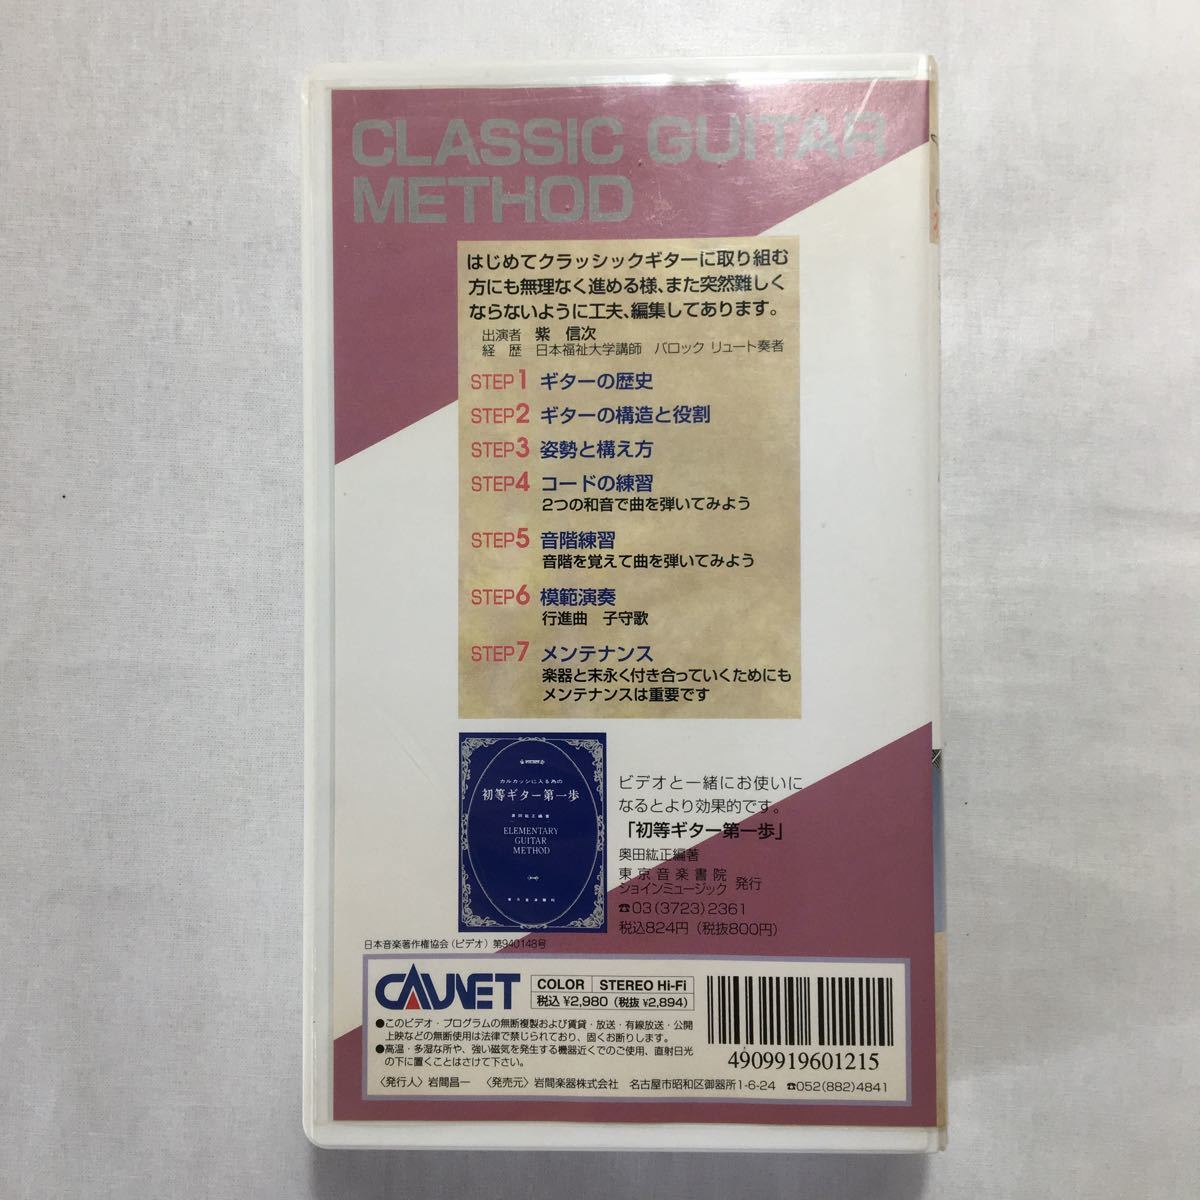 CLASSIC GUITAR
METHOD
はじめてクラッシックギターに取り組む
方にも無理なく進める様、また突然難しく
ならないように工夫、編集してあります。
出演者 紫 信次
経 歴 日本福祉大学講師 バロック リュート奏者
STEP1 ギターの歴史
STEP2 ギターの構造と役割
STEP3 姿勢と構え方
STEP4 コードの練習
2つの和音で曲を弾いてみよう
STEP5 音階練習
音階を覚えて曲を弾いてみよう
STEP6 模範演奏
行進曲 子守歌
STEP7 メンテナンス
楽器と末永く付き合っていくためにも
メンテナンスは重要です
カルカッシに入る為の
初等ギター第一歩
ELEMENTARY
GUITAR
METHOD
ビデオと一緒にお使いに
なるとより効果的です。
「初等ギター第一歩」
奥田紘正編著
東京音楽書院
ジョインミュージック 発行
☎03(3723)2361
税込824円（税抜800円）
日本音楽著作権協会（ビデオ）第940148号
CAUNET
COLOR STEREO Hi-Fi
税込 ¥2,980（税抜 ¥2,894）
●このビデオ・プログラムの無断複製および賃貸・放送・有線放送・公開
上映などの無断使用は法律で禁じられており、固くお断りします。
●高温・多湿な所や、強い磁気を発生する機器近くでのご使用、直射日光
の下に置くことはさけて下さい。
〈発行人〉岩間昌一 〈発売元〉岩間楽器株式会社 名古屋市昭和区御器所1-6-24 ☎052(882)4841
4909919601215